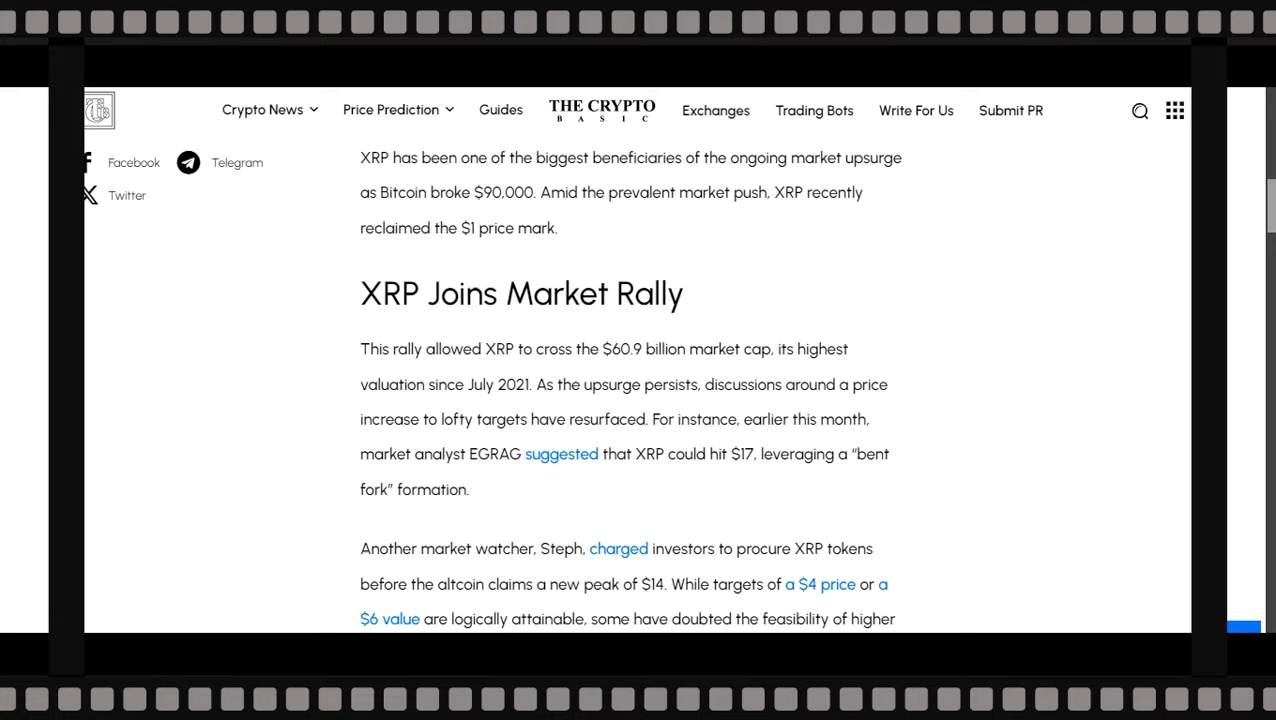 Crypto News Price Prediction Guides THE CRYPTO BASIC Exchanges Trading Bots Write For Us Submit PR
Facebook Telegram
Twitter
XRP has been one of the biggest beneficiaries of the ongoing market upsurge
as Bitcoin broke $90,000. Amid the prevalent market push, XRP recently
reclaimed the $1 price mark.
XRP Joins Market Rally
This rally allowed XRP to cross the $60.9 billion market cap, its highest
valuation since July 2021. As the upsurge persists, discussions around a price
increase to lofty targets have resurfaced. For instance, earlier this month,
market analyst EGRAG suggested that XRP could hit $17, leveraging a “bent
fork” formation.
Another market watcher, Steph, charged investors to procure XRP tokens
before the altcoin claims a new peak of $14. While targets of a $4 price or a
$6 value are logically attainable, some have doubted the feasibility of higher